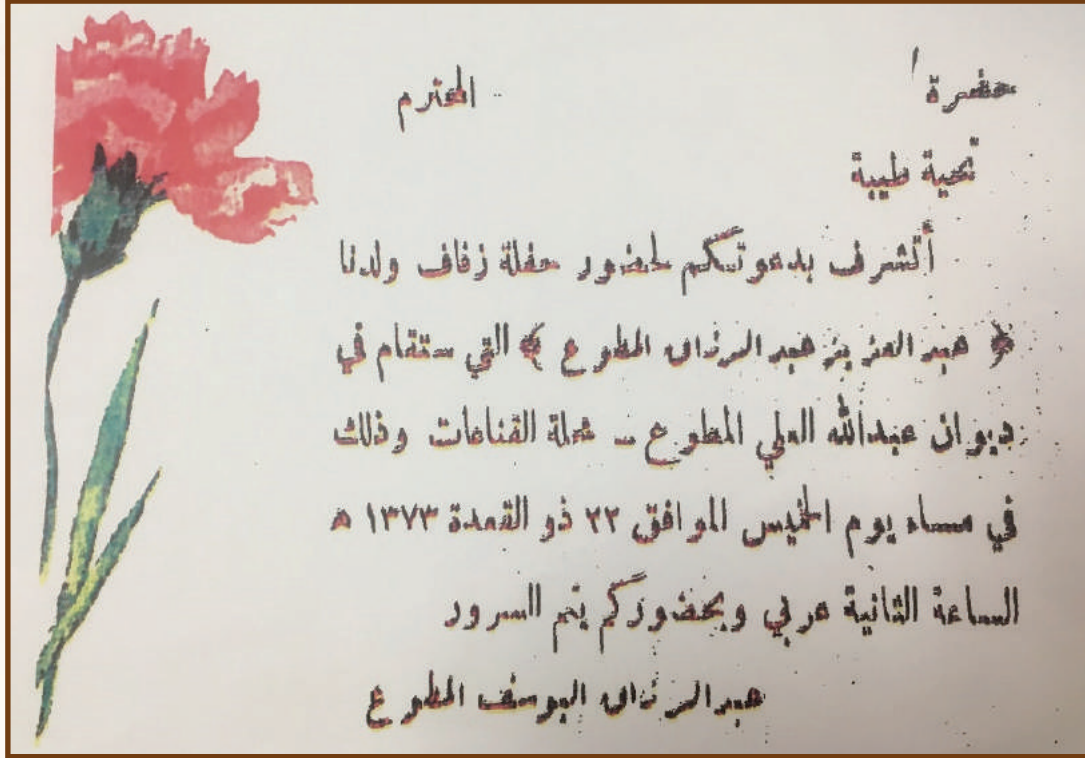 حضرة المحترم
تحية طيبة
أتشرف بدعوتكم لحضور حفلة زفاف ولدنا
﴿ عبد العزيز عبد الرزاق المطوع ﴾ التي ستقام في
ديوان عبدالله العلي المطوع ـ محلة القناعات وذلك
في مساء يوم الخميس الموافق ٢٢ ذو القعدة ١٣٧٣ ه
الساعة الثانية عربي وبحضوركم يتم السرور
عبدالرزاق اليوسف المطوع